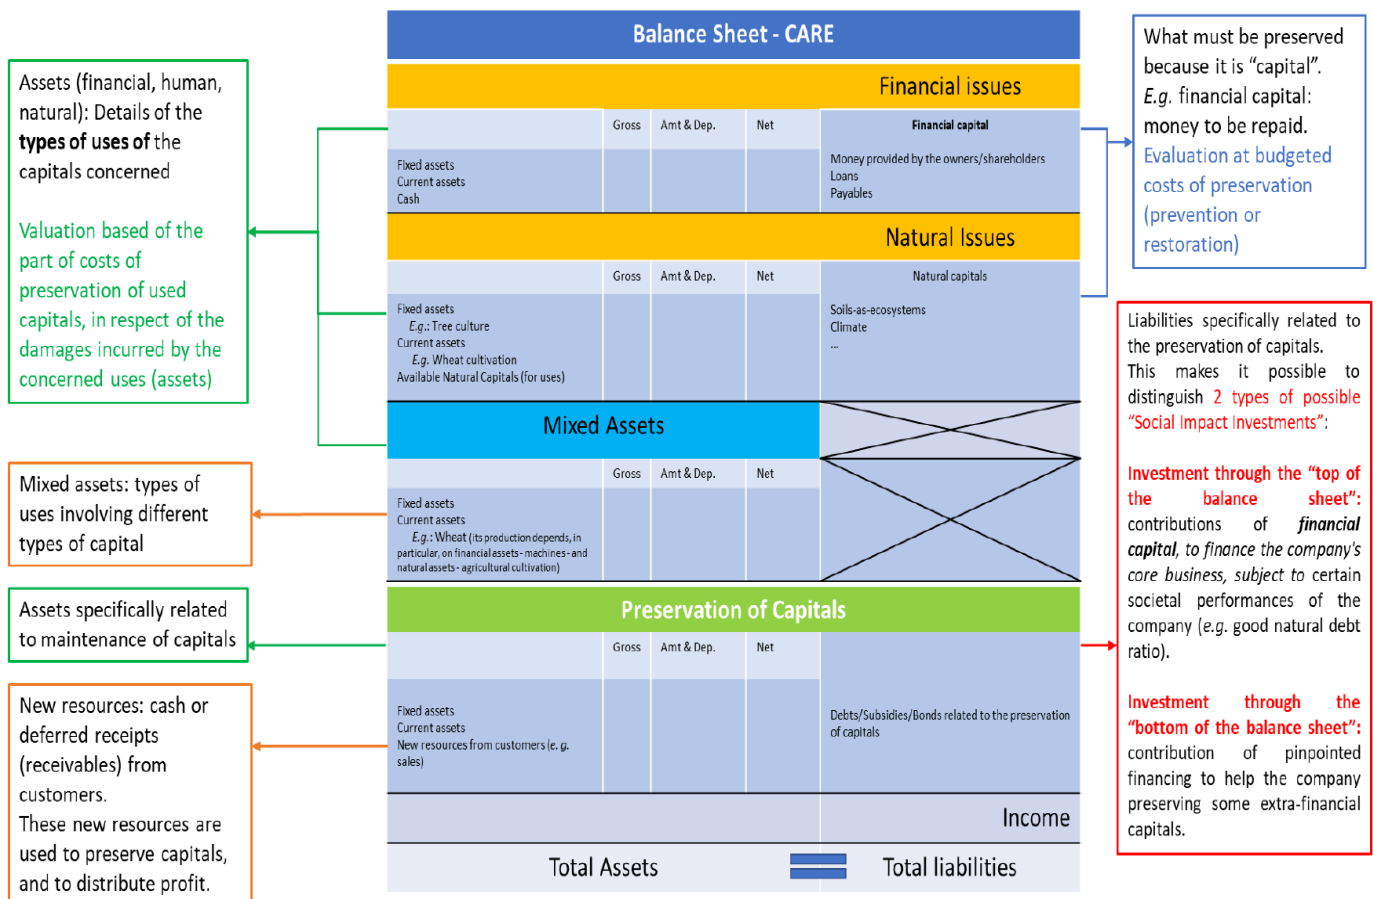 Balance Sheet - CARE
Assets (financial, human,
natural): Details of the
types of uses of the
capitals concerned
Valuation based of the
part of costs of
preservation of used
capitals, in respect of the
damages incurred by the
concerned uses (assets)
Mixed assets: types of
uses involving different
types of capital
Assets specifically related
to maintenance of capitals
New resources: cash or
deferred receipts
(receivables) from
customers.
These new resources are
used to preserve capitals,
and to distribute profit.
Financial issues
Gross Amt & Dep. Net Financial capital
Fixed assets
Current assets
Cash
Money provided by the owners/shareholders
Loans
Payables
Natural Issues
Gross Amt & Dep. Net Natural capitals
Fixed assets
E.g.: Tree culture
Current assets
E.g. Wheat cultivation
Available Natural Capitals (for uses)
Soils-as-ecosystems
Climate
...
Mixed Assets
Gross Amt & Dep. Net
Fixed assets
Current assets
E.g.: Wheat (its production depends, in
particular, on financial assets - machines - and
natural assets - agricultural cultivation)
Preservation of Capitals
Gross Amt & Dep. Net
Fixed assets
Current assets
New resources from customers (e. g.
sales)
Debts/Subsidies/Bonds related to the preservation
of capitals
Income
Total Assets = Total liabilities
What must be preserved
because it is “capital”.
E.g. financial capital:
money to be repaid.
Evaluation at budgeted
costs of preservation
(prevention or
restoration)
Liabilities specifically related to
the preservation of capitals.
This makes it possible to
distinguish 2 types of possible
“Social Impact Investments”:
Investment through the “top of
the balance sheet”:
contributions of financial
capital, to finance the company's
core business, subject to certain
societal performances of the
company (e.g. good natural debt
ratio).
Investment through the
“bottom of the balance sheet”:
contribution of pinpointed
financing to help the company
preserving some extra-financial
capitals.